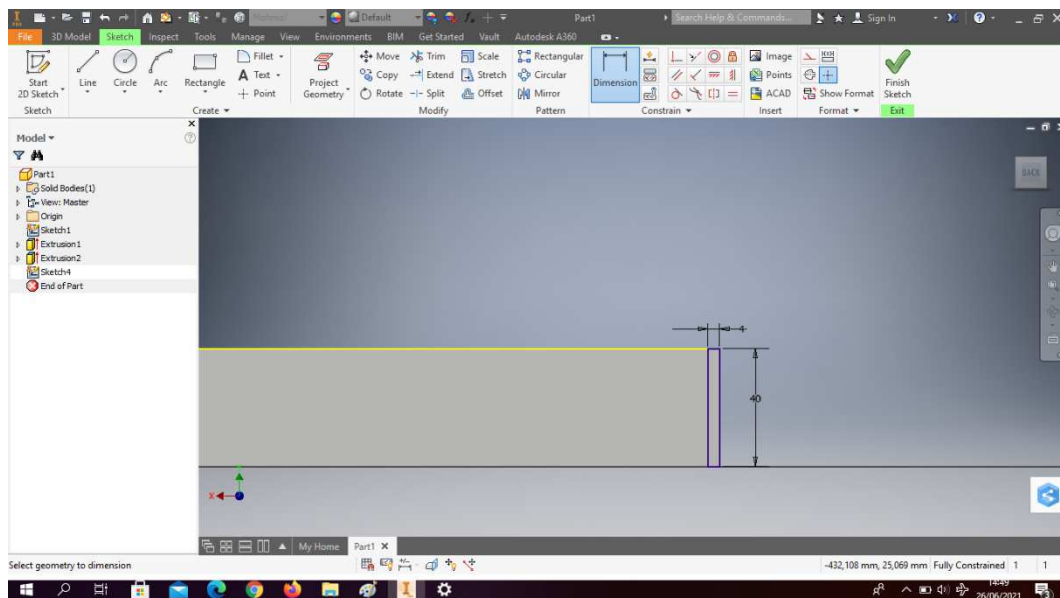 Material
Default
Part1
Search Help & Commands...
Sign In
File 3D Model Sketch Inspect Tools Manage View Environments BIM Get Started Vault Autodesk A360
Start 2D Sketch
Line
Circle
Arc
Rectangle
Fillet
Text
Point
Project Geometry
Move Trim Scale
Copy Extend Stretch
Rotate Split Offset
Rectangular
Circular
Mirror
Dimension
Image
Points
ACAD
Show Format
Finish Sketch
Sketch Create Modify Pattern Constrain Insert Format Exit
Model
Part1
Solid Bodies(1)
View: Master
Origin
Sketch1
Extrusion1
Extrusion2
Sketch4
End of Part
BACK
4
40
X
My Home Part1
Select geometry to dimension
-432,108 mm, 25,069 mm Fully Constrained 1 1
14:49
26/06/2021